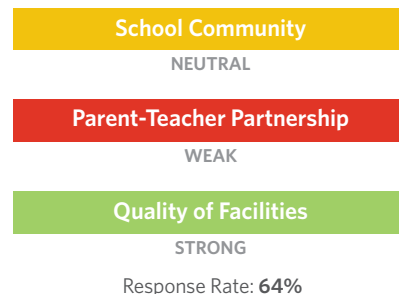 School Community
NEUTRAL
Parent-Teacher Partnership
WEAK
Quality of Facilities
STRONG
Response Rate: 64%